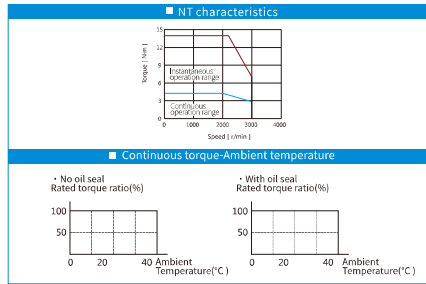 ■ NT characteristics
Torque [ N·m ]
15
12
9
6
3
0
Instantaneous
operation range
Continuous
operation range
0 1000 2000 3000 4000
Speed [ r/min ]
■ Continuous torque-Ambient temperature
・No oil seal
Rated torque ratio(%)
100
50
0 20 40 Ambient
Temperature(°C )
・With oil seal
Rated torque ratio(%)
100
50
0 20 40 Ambient
Temperature(°C )